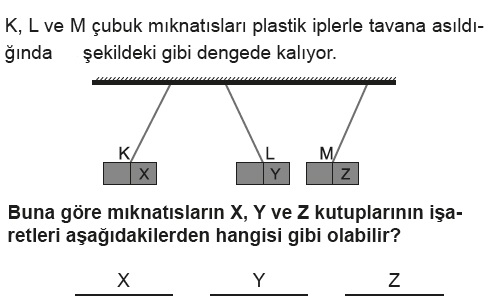 K, L ve M çubuk mıknatısları plastik iplerle tavana asıldı-
ğında şekildeki gibi dengede kalıyor.
K L M
X Y Z
Buna göre mıknatısların X, Y ve Z kutuplarının işa-
retleri aşağıdakilerden hangisi gibi olabilir?
X Y Z